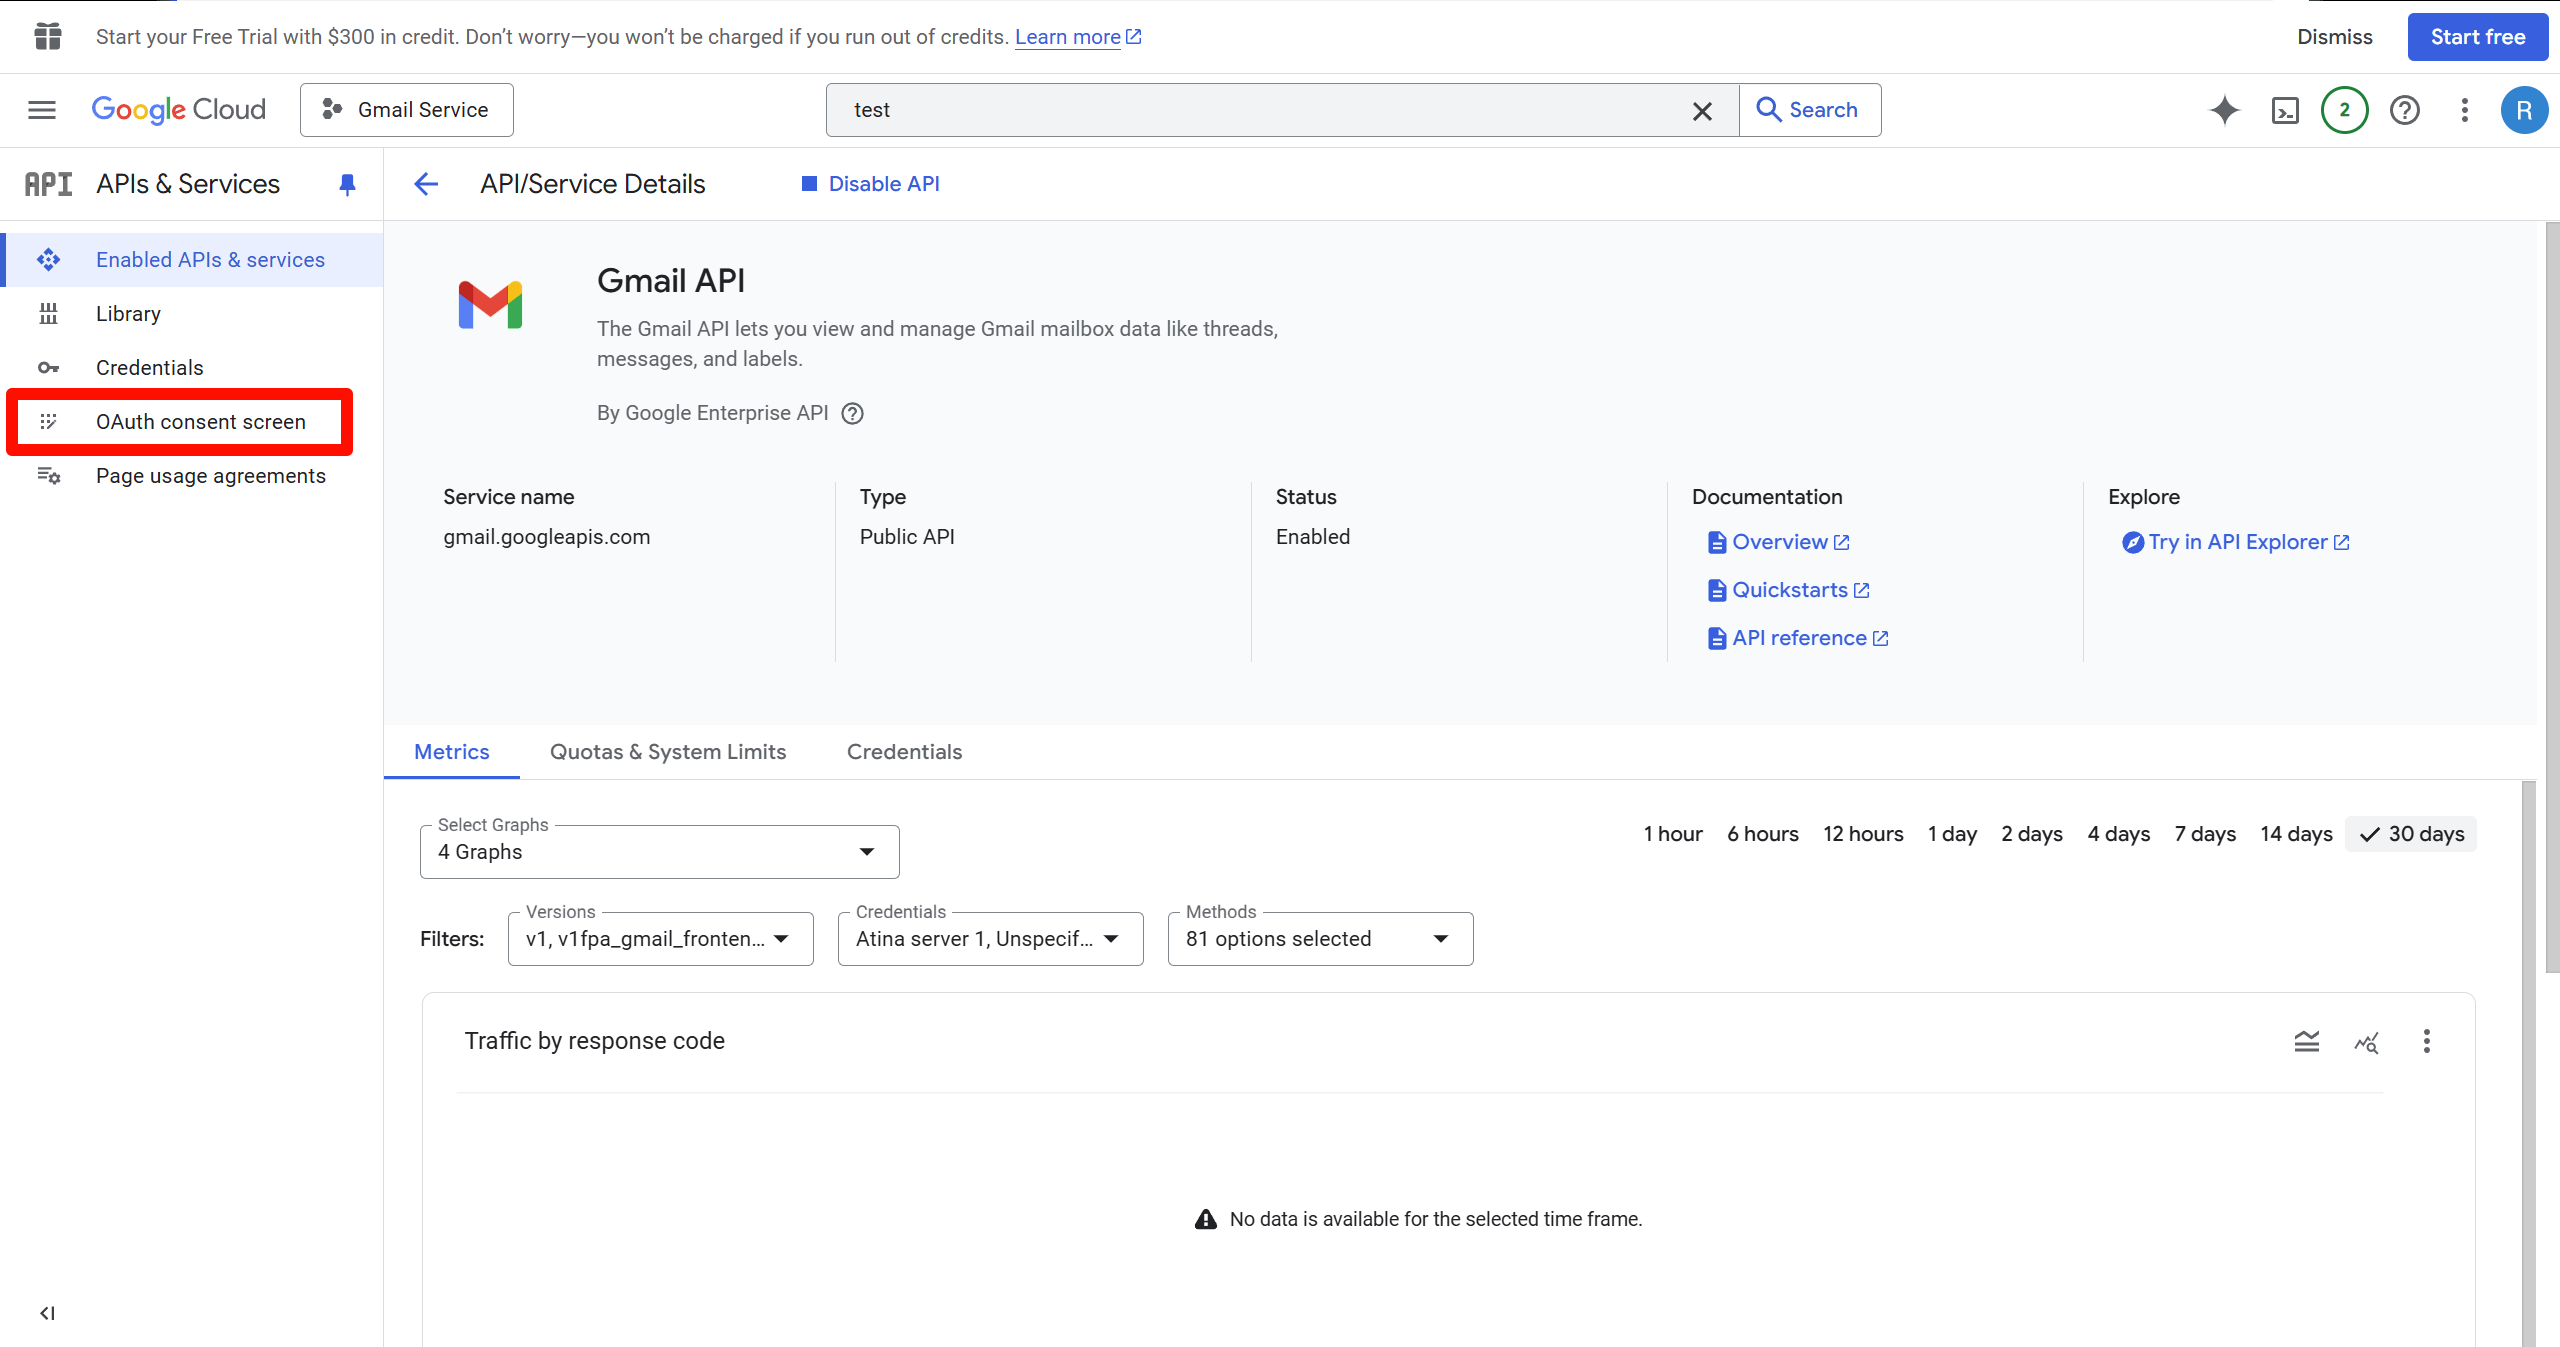 Start your Free Trial with $300 in credit. Don't worry—you won't be charged if you run out of credits. Learn more
Dismiss
Start free
Google Cloud
Gmail Service
test
Search
2
R
API
APIs & Services
API/Service Details
Disable API
Enabled APIs & services
Library
Credentials
OAuth consent screen
Page usage agreements
Gmail API
The Gmail API lets you view and manage Gmail mailbox data like threads,
messages, and labels.
By Google Enterprise API
Service name
gmail.googleapis.com
Type
Public API
Status
Enabled
Documentation
Overview
Quickstarts
API reference
Explore
Try in API Explorer
Metrics
Quotas & System Limits
Credentials
Select Graphs
4 Graphs
1 hour
6 hours
12 hours
1 day
2 days
4 days
7 days
14 days
30 days
Filters:
Versions
v1, v1fpa_gmail_fronten...
Credentials
Atina server 1, Unspecif...
Methods
81 options selected
Traffic by response code
No data is available for the selected time frame.